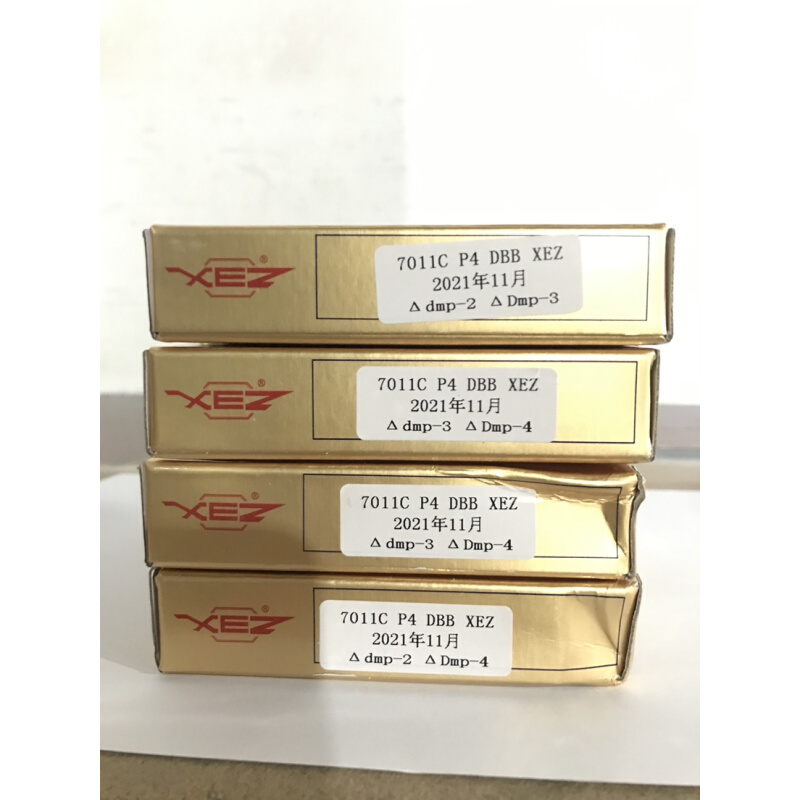 XEZ®
7011C P4 DBB XEZ
2021年11月
Δdmp-2 ΔDmp-3
XEZ®
7011C P4 DBB XEZ
2021年11月
Δdmp-3 ΔDmp-4
XEZ®
7011C P4 DBB XEZ
2021年11月
Δdmp-3 ΔDmp-4
XEZ®
7011C P4 DBB XEZ
2021年11月
Δdmp-2 ΔDmp-4